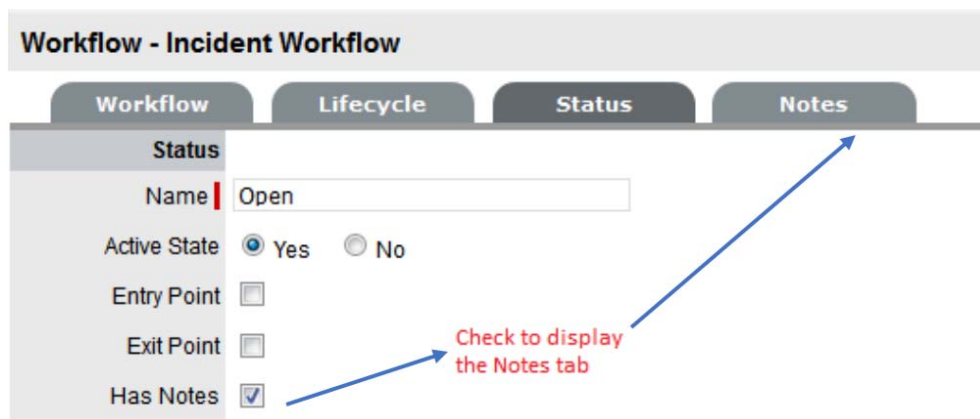 Workflow - Incident Workflow
Workflow Lifecycle Status Notes
Status
Name Open
Active State Yes No
Entry Point
Exit Point
Check to display
the Notes tab
Has Notes